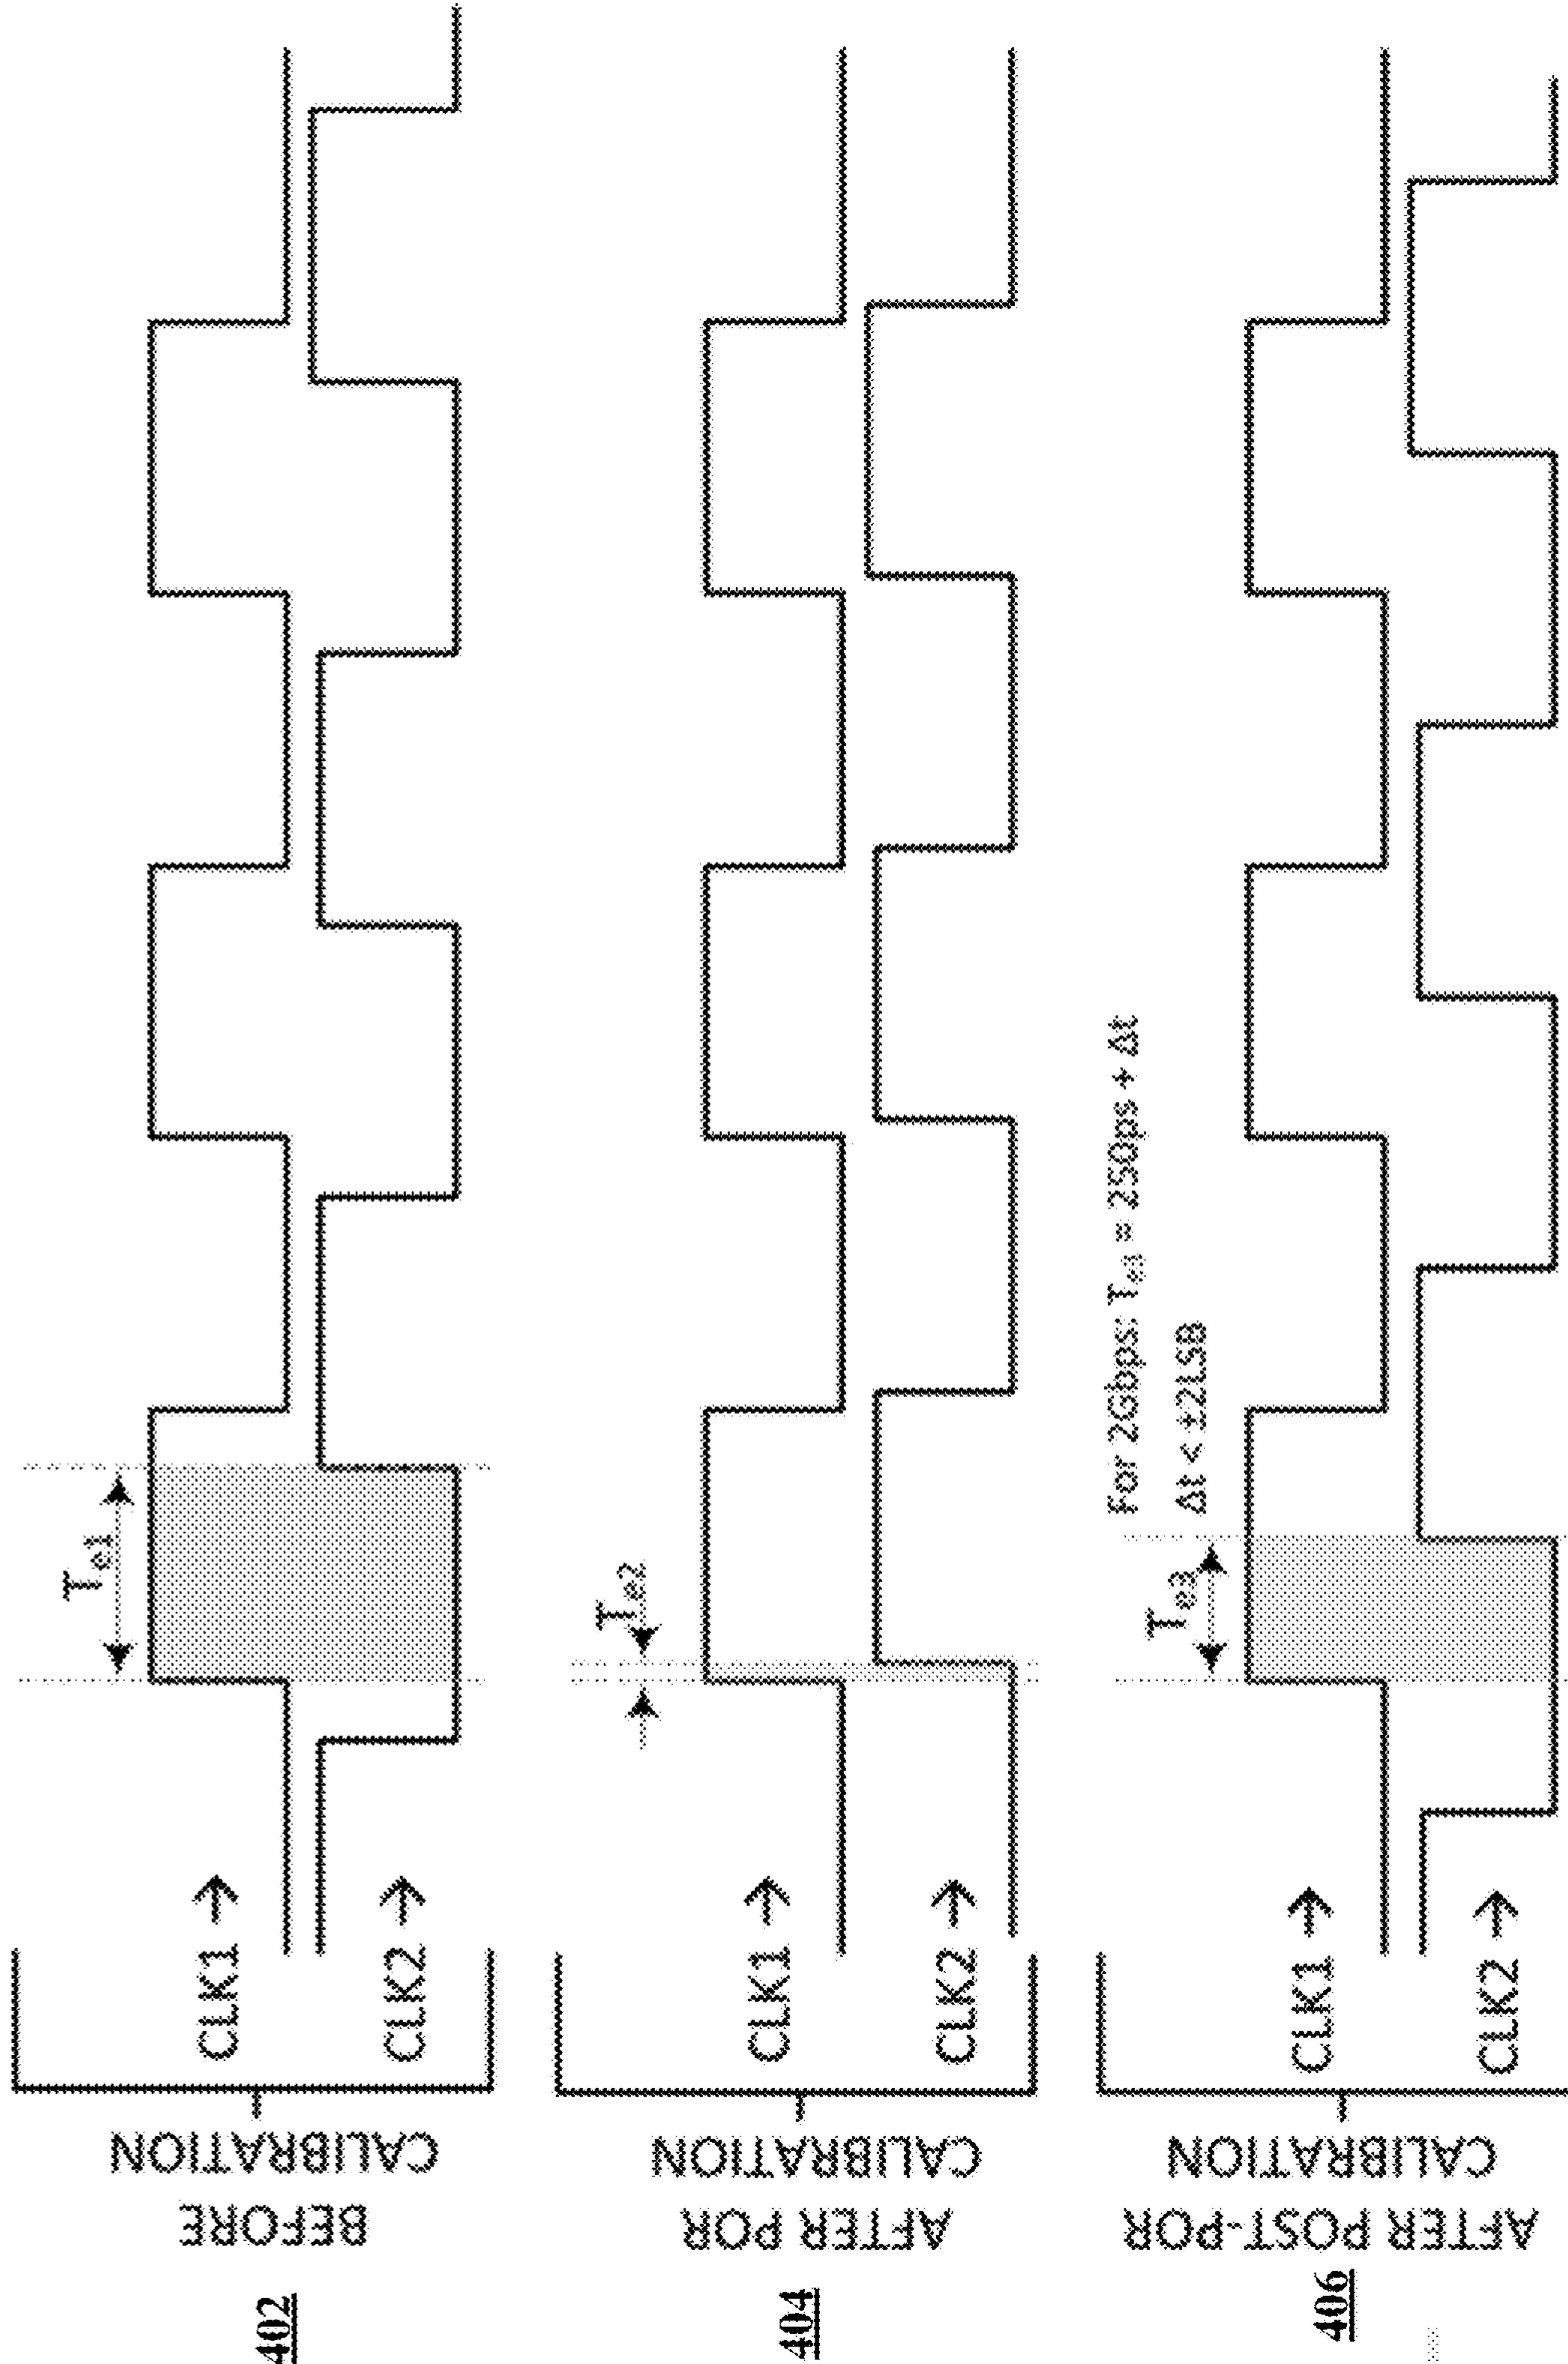 402
BEFORE
CALIBRATION
CLK1 →
CLK2 →
Te1
404
AFTER POR
CALIBRATION
CLK1 →
CLK2 →
Te2
406
AFTER POST-POR
CALIBRATION
CLK1 →
CLK2 →
Te3
For 2Gbps: Te3 = 250ps + Δt
Δt < ±2LSB